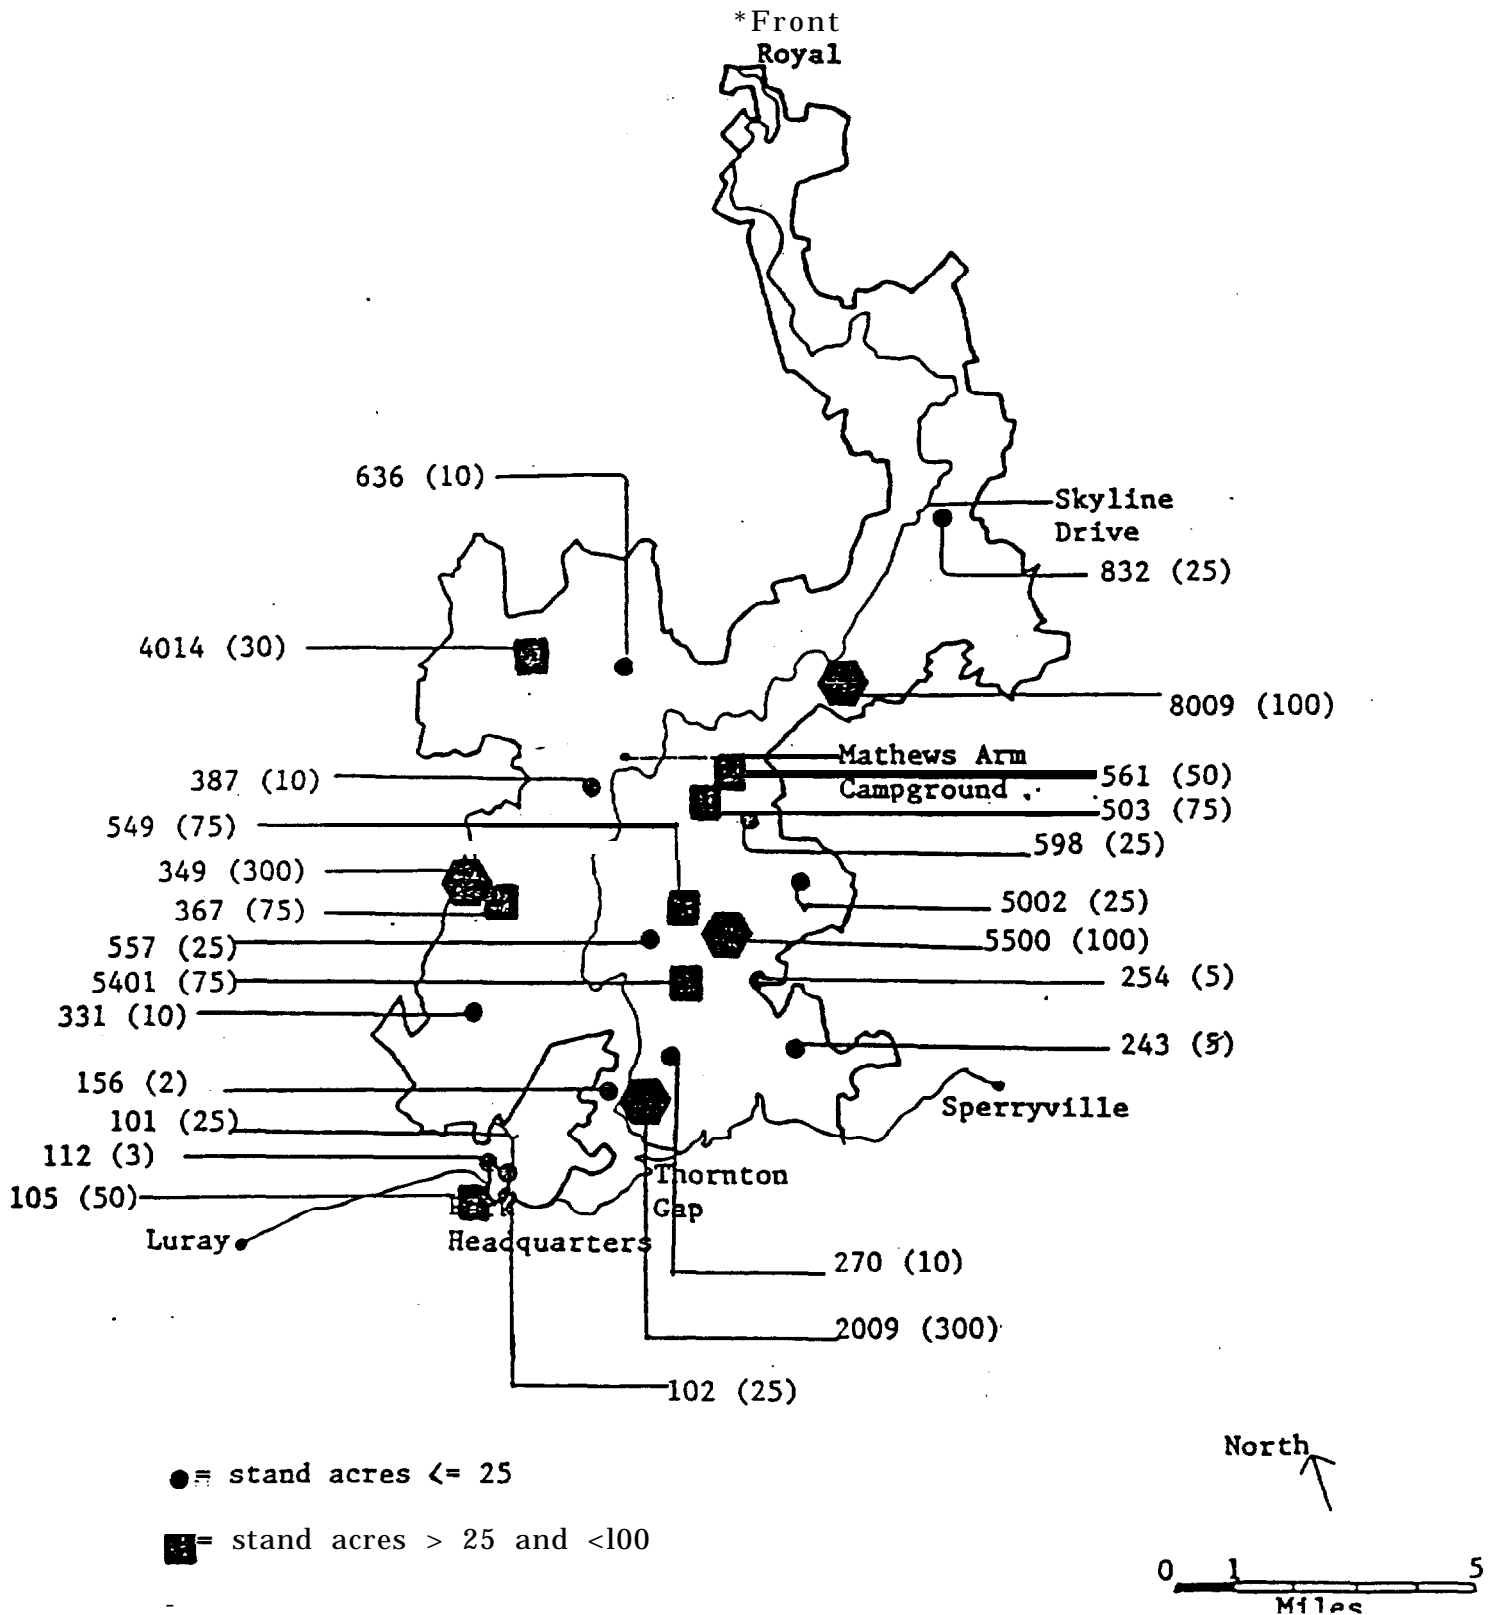 *Front
Royal
636 (10)
Skyline
Drive
832 (25)
4014 (30)
8009 (100)
Mathews Arm
387 (10)
561 (50)
Campground
503 (75)
549 (75)
598 (25)
349 (300)
5002 (25)
367 (75)
557 (25)
5500 (100)
5401 (75)
254 (5)
331 (10)
243 (5)
156 (2)
Sperryville
101 (25)
112 (3)
Thornton
105 (50)
Gap
Luray
Headquarters
270 (10)
2009 (300)
102 (25)
North
= stand acres <= 25
= stand acres > 25 and <l00
0 1 5
Miles